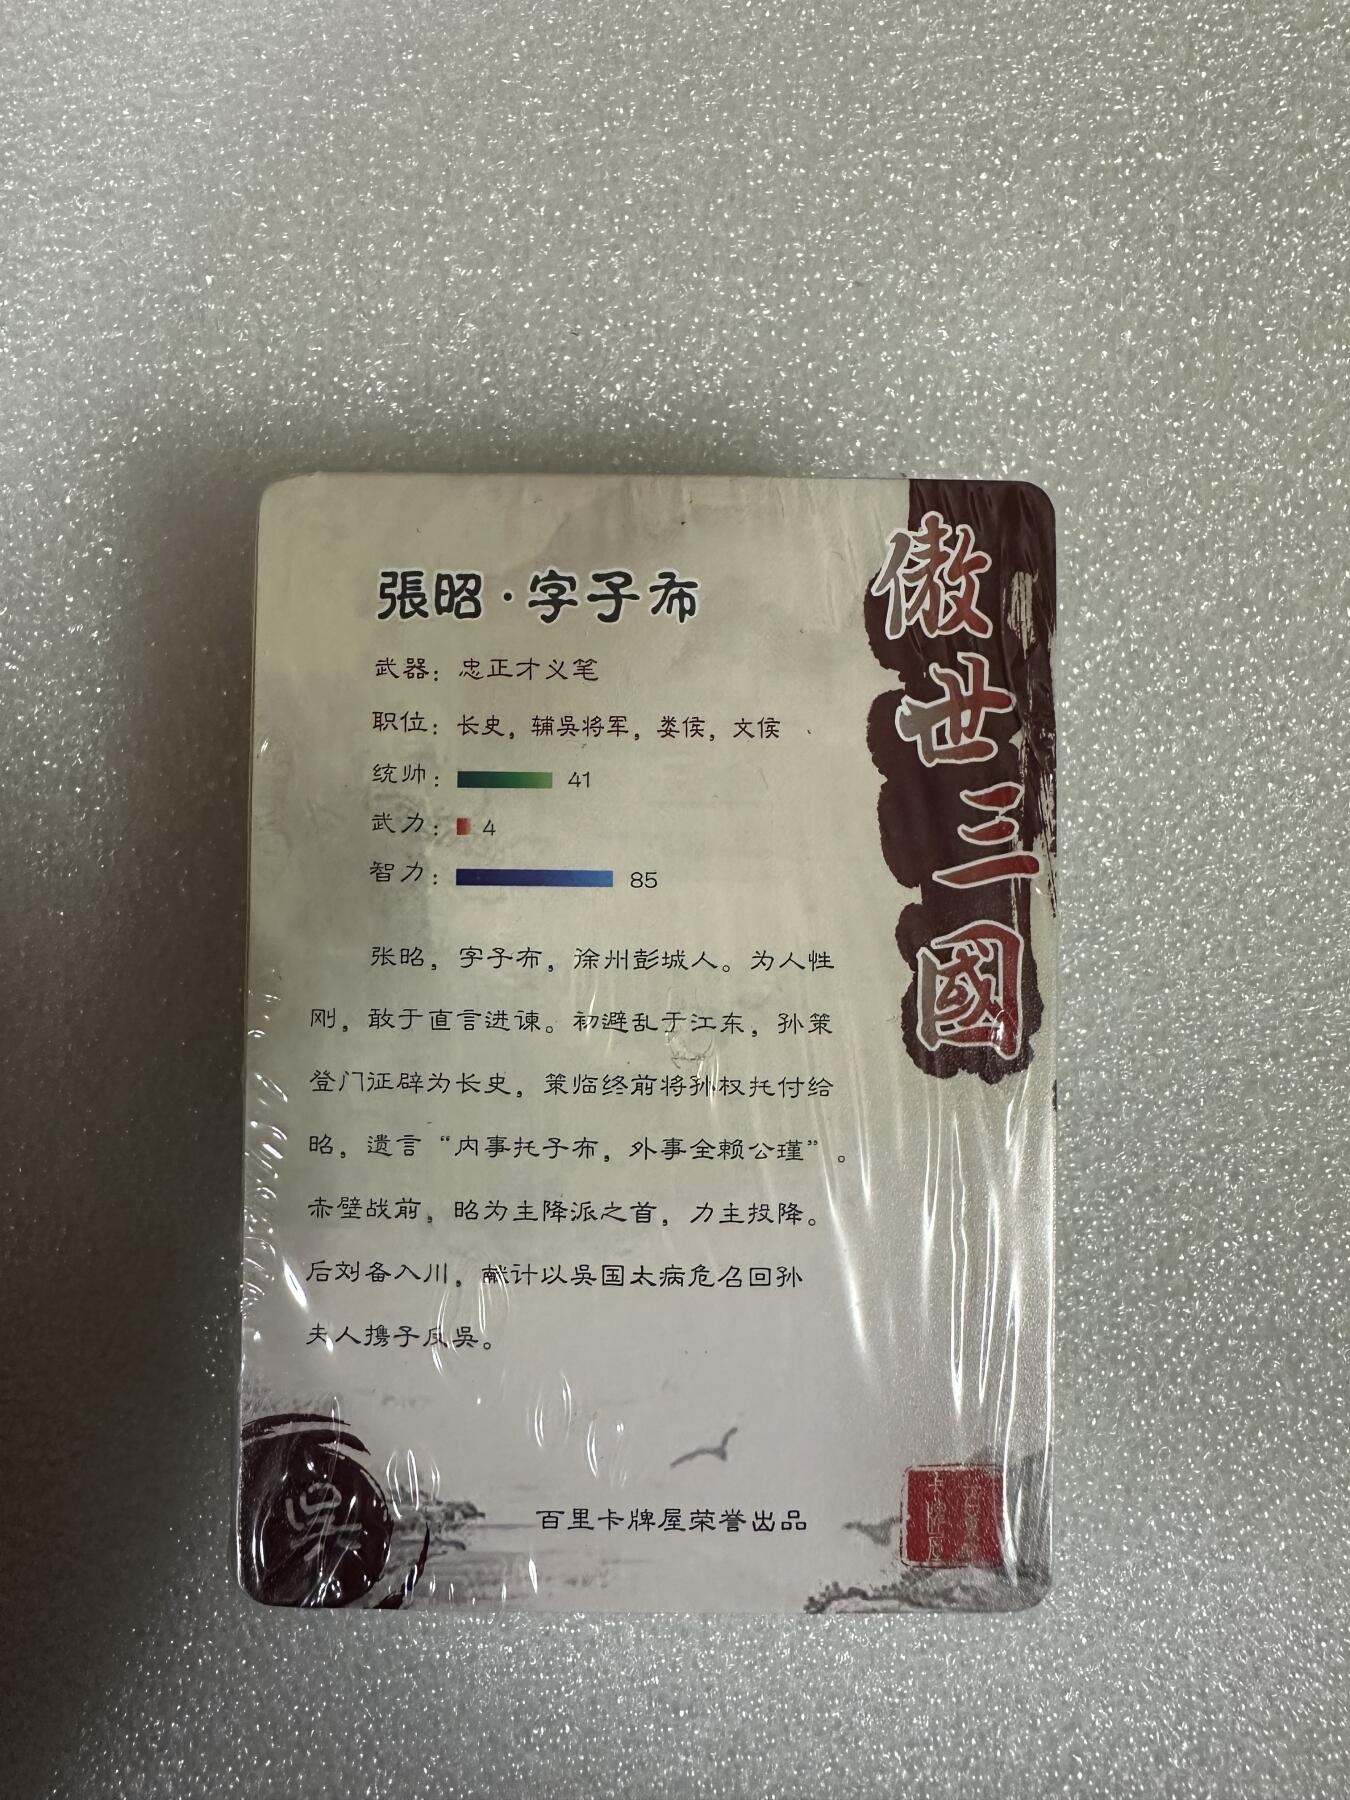 張昭·字子布
武器：忠正才义笔
职位：长史，辅吳将军，娄侯，文侯
统帅：41
武力：4
智力：85
张昭，字子布，徐州彭城人。为人性
刚，敢于直言进谏。初避乱于江东，孙策
登门征辟为长史，策临终前将孙权托付给
昭，遗言“内事托子布，外事全赖公瑾”。
赤壁战前，昭为主降派之首，力主投降。
后刘备入川，献计以吳国太病危召回孙
夫人携子反吳。
傲世三國
吳
百里卡牌屋荣誉出品